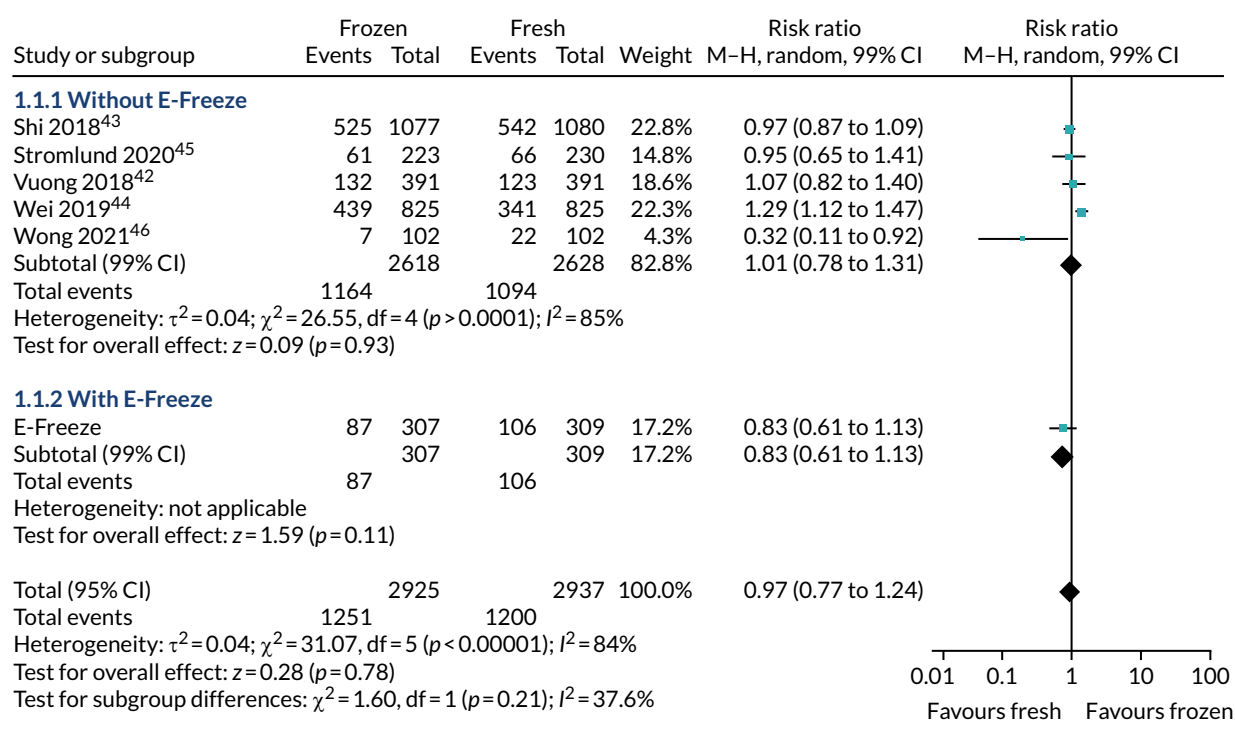 Frozen Fresh Risk ratio Risk ratio
Study or subgroup Events Total Events Total Weight M–H, random, 99% CI M–H, random, 99% CI
1.1.1 Without E-Freeze
Shi 2018⁴³ 525 1077 542 1080 22.8% 0.97 (0.87 to 1.09)
Stromlund 2020⁴⁵ 61 223 66 230 14.8% 0.95 (0.65 to 1.41)
Vuong 2018⁴² 132 391 123 391 18.6% 1.07 (0.82 to 1.40)
Wei 2019⁴⁴ 439 825 341 825 22.3% 1.29 (1.12 to 1.47)
Wong 2021⁴⁶ 7 102 22 102 4.3% 0.32 (0.11 to 0.92)
Subtotal (99% CI) 2618 2628 82.8% 1.01 (0.78 to 1.31)
Total events 1164 1094
Heterogeneity: τ²=0.04; χ²=26.55, df=4 (p>0.0001); I²=85%
Test for overall effect: z=0.09 (p=0.93)
1.1.2 With E-Freeze
E-Freeze 87 307 106 309 17.2% 0.83 (0.61 to 1.13)
Subtotal (99% CI) 307 309 17.2% 0.83 (0.61 to 1.13)
Total events 87 106
Heterogeneity: not applicable
Test for overall effect: z=1.59 (p=0.11)
Total (95% CI) 2925 2937 100.0% 0.97 (0.77 to 1.24)
Total events 1251 1200
Heterogeneity: τ²=0.04; χ²=31.07, df=5 (p<0.00001); I²=84%
Test for overall effect: z=0.28 (p=0.78)
Test for subgroup differences: χ²=1.60, df=1 (p=0.21); I²=37.6%
0.01 0.1 1 10 100
Favours fresh Favours frozen